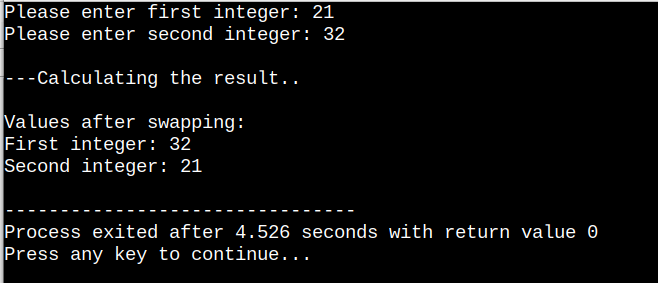 Please enter first integer: 21
Please enter second integer: 32
---Calculating the result..
Values after swapping:
First integer: 32
Second integer: 21
--------------------------------
Process exited after 4.526 seconds with return value 0
Press any key to continue...